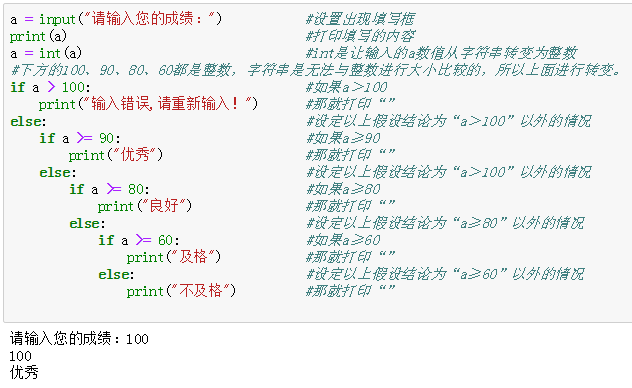 a = input("请输入您的成绩：") #设置出现填写框
print(a) #打印填写的内容
a = int(a) #int是让输入的a数值从字符串转变为整数
#下方的100、90、80、60都是整数，字符串是无法与整数进行大小比较的，所以上面进行转变。
if a > 100: #如果a＞100
    print("输入错误,请重新输入！") #那就打印“”
else: #设定以上假设结论为“a＞100”以外的情况
    if a >= 90: #如果a≥90
        print("优秀") #那就打印“”
    else: #设定以上假设结论为“a＞100”以外的情况
        if a >= 80: #如果a≥80
            print("良好") #那就打印“”
        else: #设定以上假设结论为“a≥80”以外的情况
            if a >= 60: #如果a≥60
                print("及格") #那就打印“”
            else: #设定以上假设结论为“a≥60”以外的情况
                print("不及格") #那就打印“”
请输入您的成绩：100
100
优秀